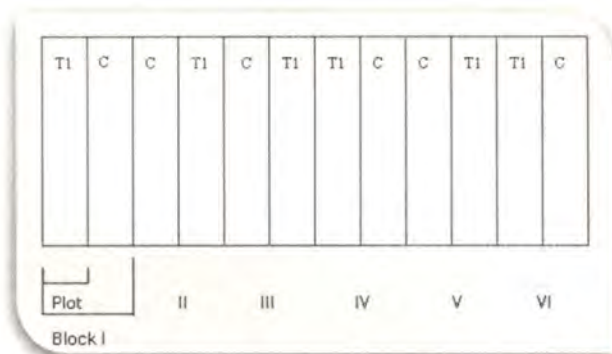 T1 C C T1 C T1 T1 C C T1 T1 C
Plot II III IV V VI
Block I